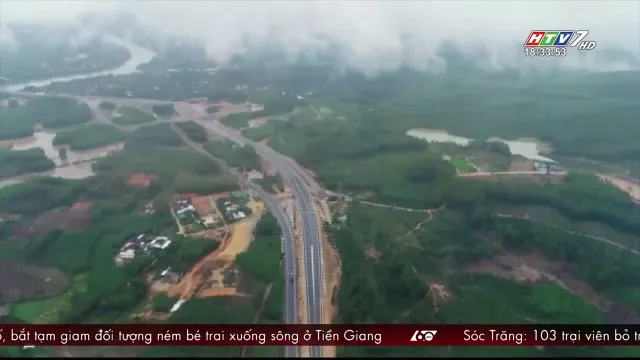 HTV7 HD
18:33:53
ố, bắt tạm giam đối tượng ném bé trai xuống sông ở Tiền Giang 60 Sóc Trăng: 103 trại viên bỏ t